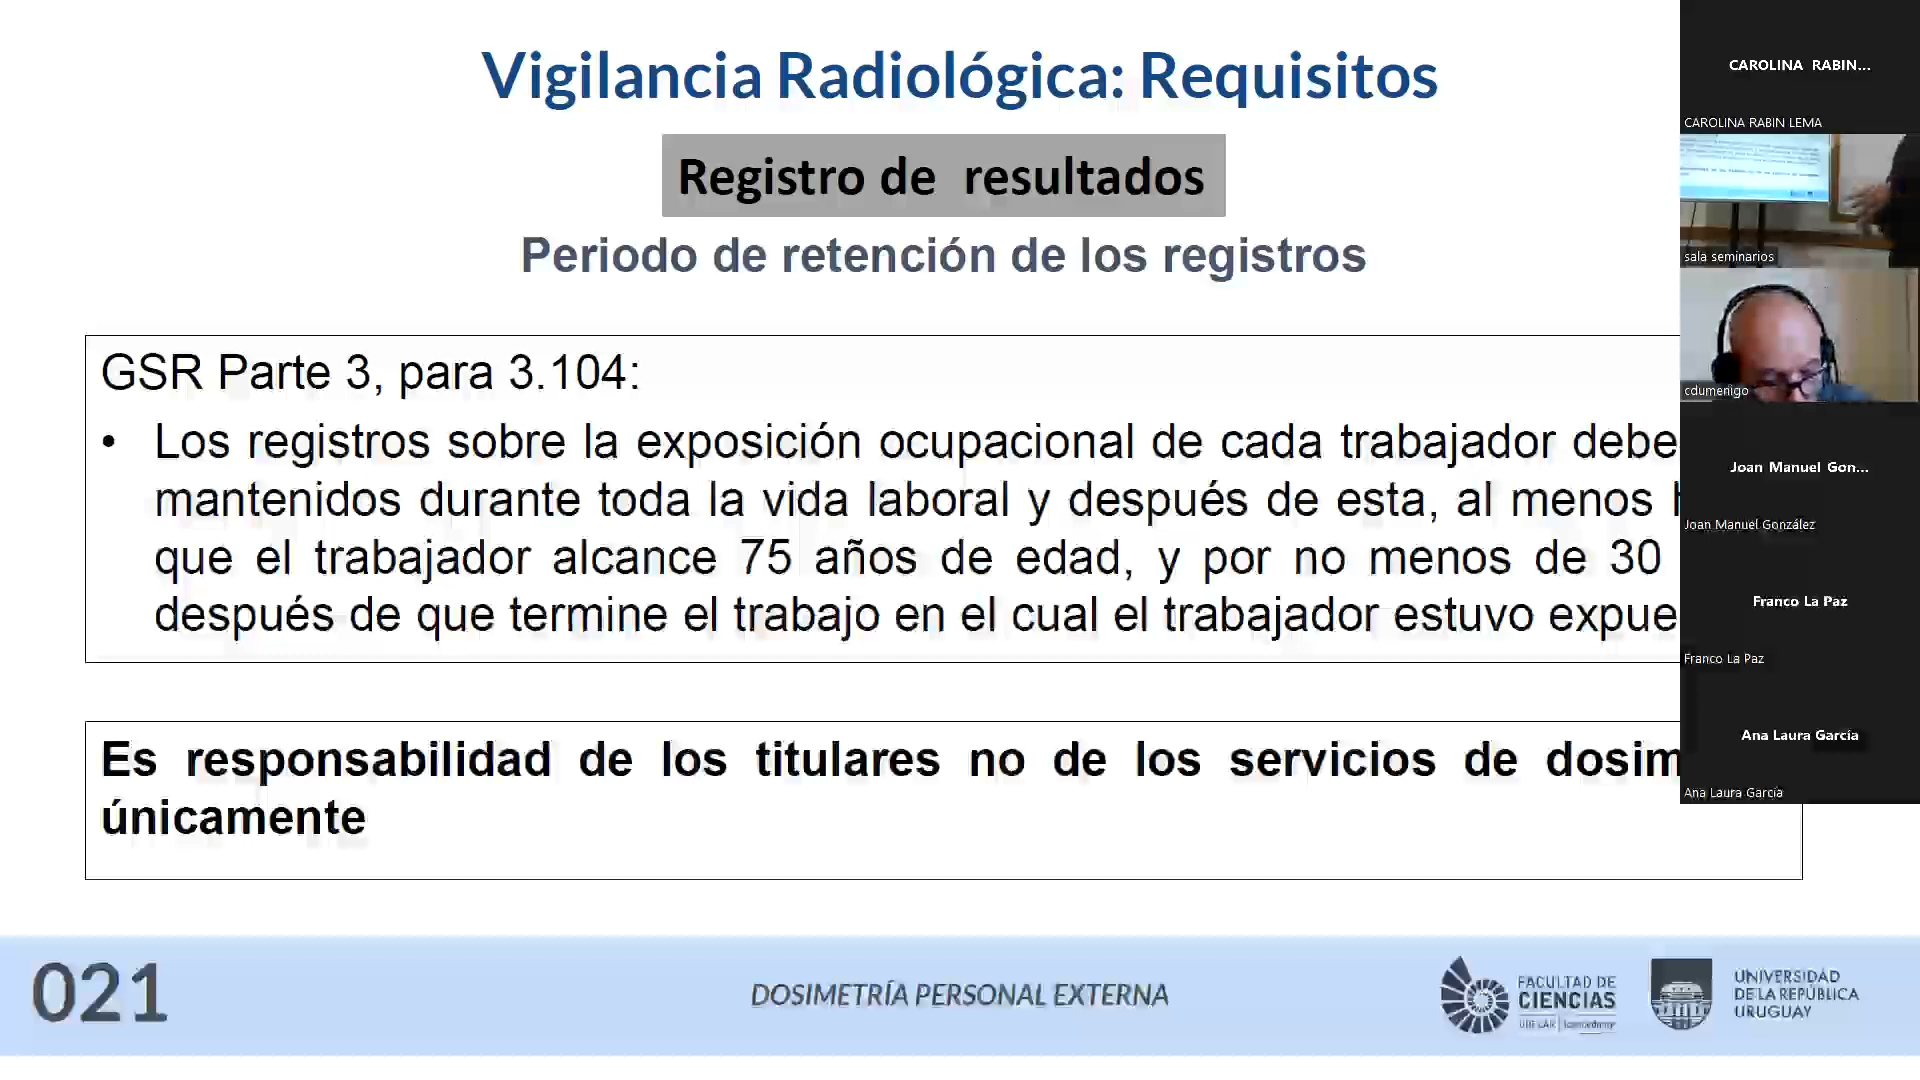 Vigilancia Radiológica: Requisitos
Registro de resultados
Periodo de retención de los registros
GSR Parte 3, para 3.104:
• Los registros sobre la exposición ocupacional de cada trabajador debe
mantenidos durante toda la vida laboral y después de esta, al menos
que el trabajador alcance 75 años de edad, y por no menos de 30
después de que termine el trabajo en el cual el trabajador estuvo expue
Es responsabilidad de los titulares no de los servicios de dosim
únicamente
021
DOSIMETRÍA PERSONAL EXTERNA
FACULTAD DE
CIENCIAS
UNIVERSIDAD
DE LA REPÚBLICA
URUGUAY
CAROLINA RABIN...
CAROLINA RABIN LEMA
sala seminarios
cdumenigo
Joan Manuel Gon...
Joan Manuel González
Franco La Paz
Franco La Paz
Ana Laura García
Ana Laura García